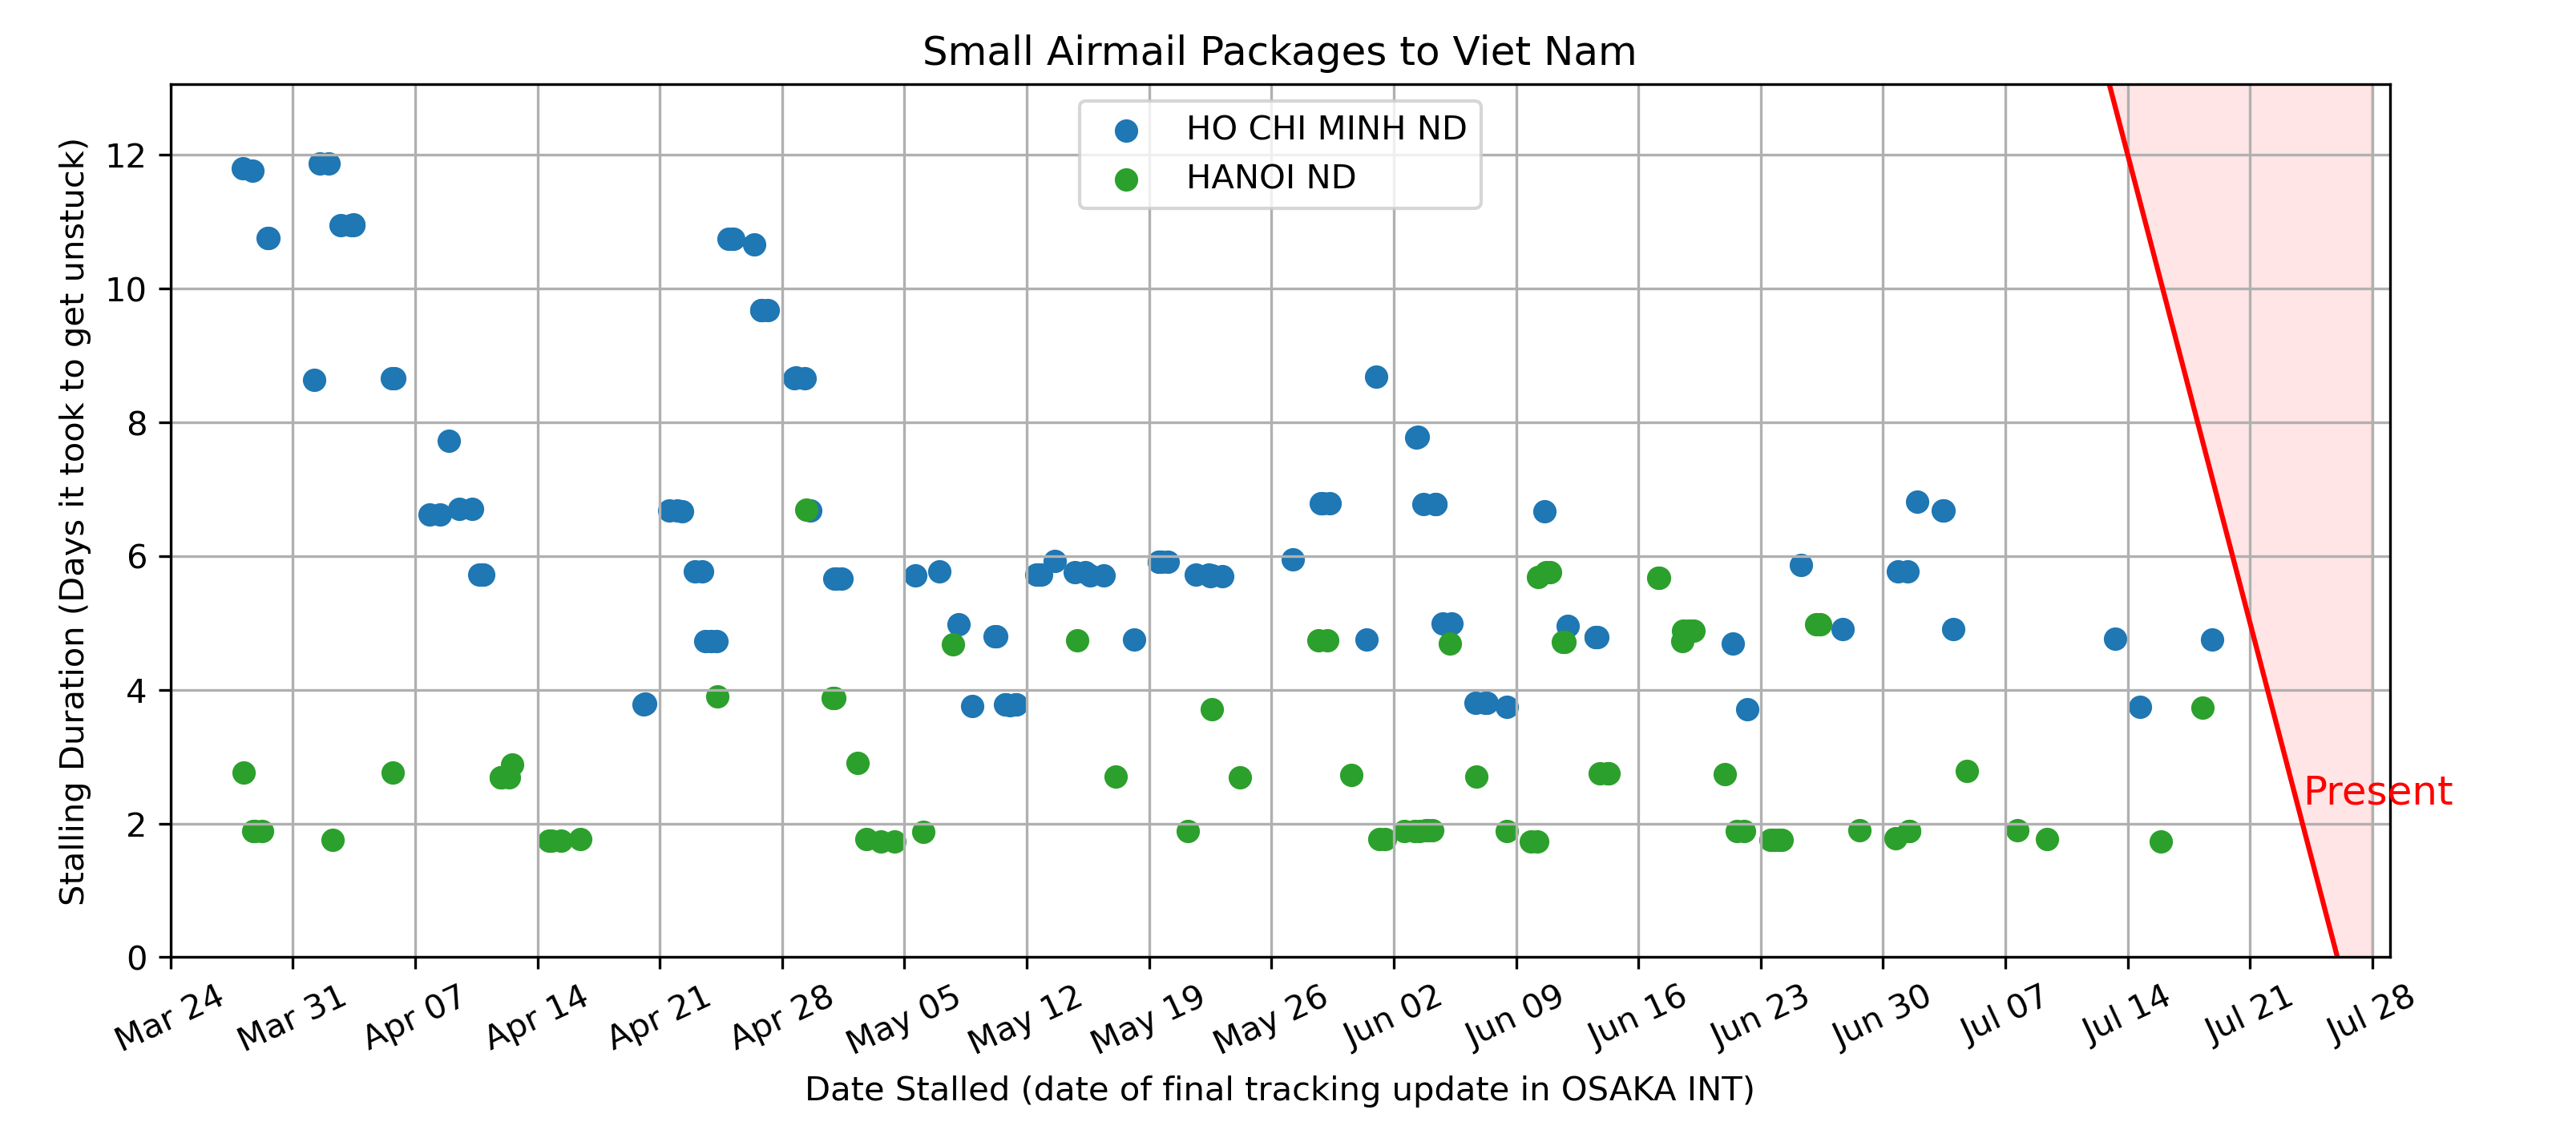 Small Airmail Packages to Viet Nam
HO CHI MINH ND
HANOI ND
Stalling Duration (Days it took to get unstuck)
12
10
8
6
4
2
0
Present
Mar 24
Mar 31
Apr 07
Apr 14
Apr 21
Apr 28
May 05
May 12
May 19
May 26
Jun 02
Jun 09
Jun 16
Jun 23
Jun 30
Jul 07
Jul 14
Jul 21
Jul 28
Date Stalled (date of final tracking update in OSAKA INT)